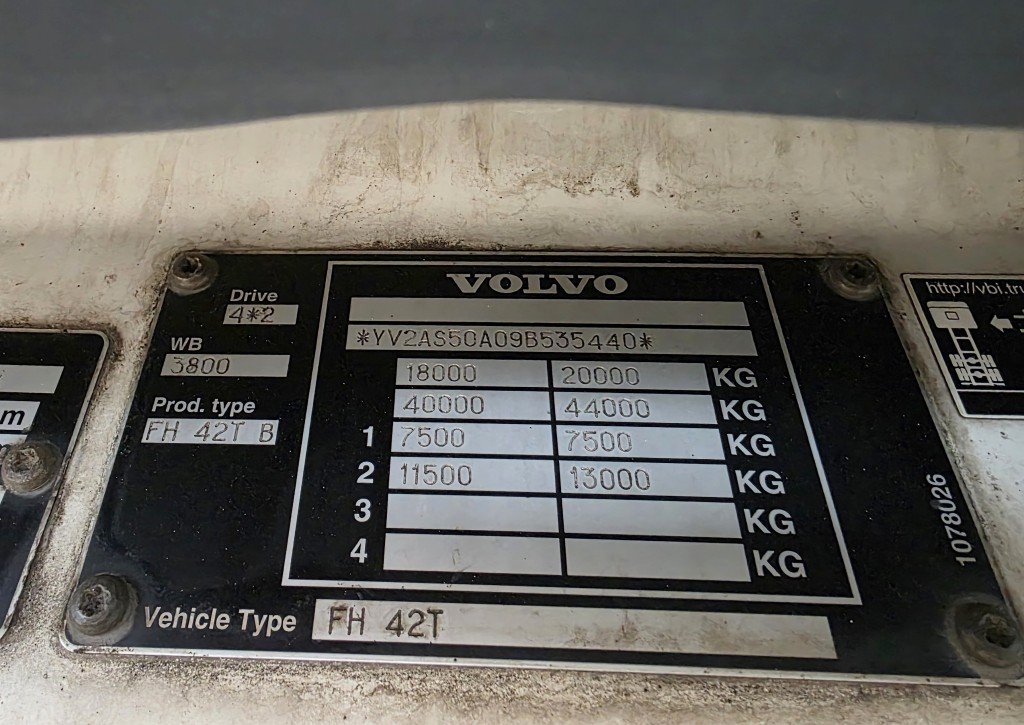 VOLVO
Drive
4*2
*YV2AS50A09B535440*
WB
3800
18000 20000 KG
Prod. type
FH 42T B
40000 44000 KG
1 7500 7500 KG
2 11500 13000 KG
3 KG
4 KG
1078026
Vehicle Type FH 42T
http://vbi.tru
m